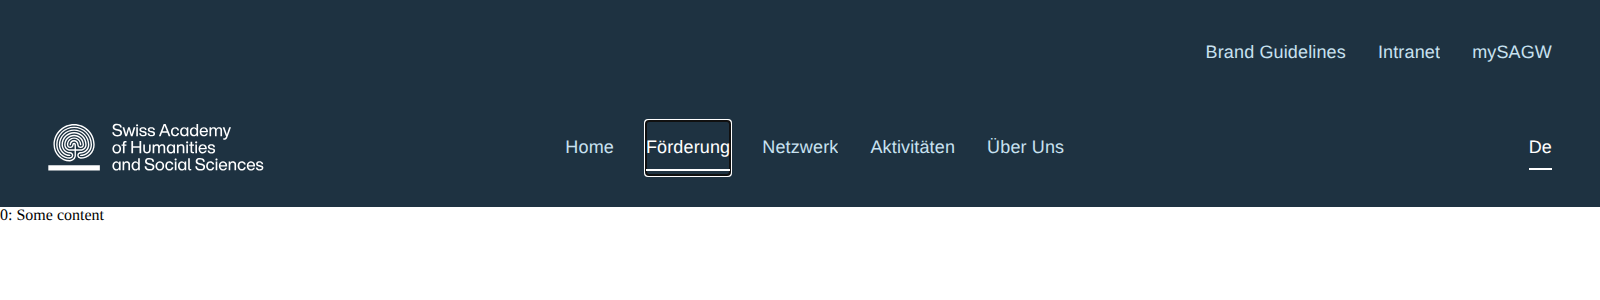 Brand Guidelines Intranet mySAGW
Swiss Academy
of Humanities
and Social Sciences
Home Förderung Netzwerk Aktivitäten Über Uns
De
0: Some content